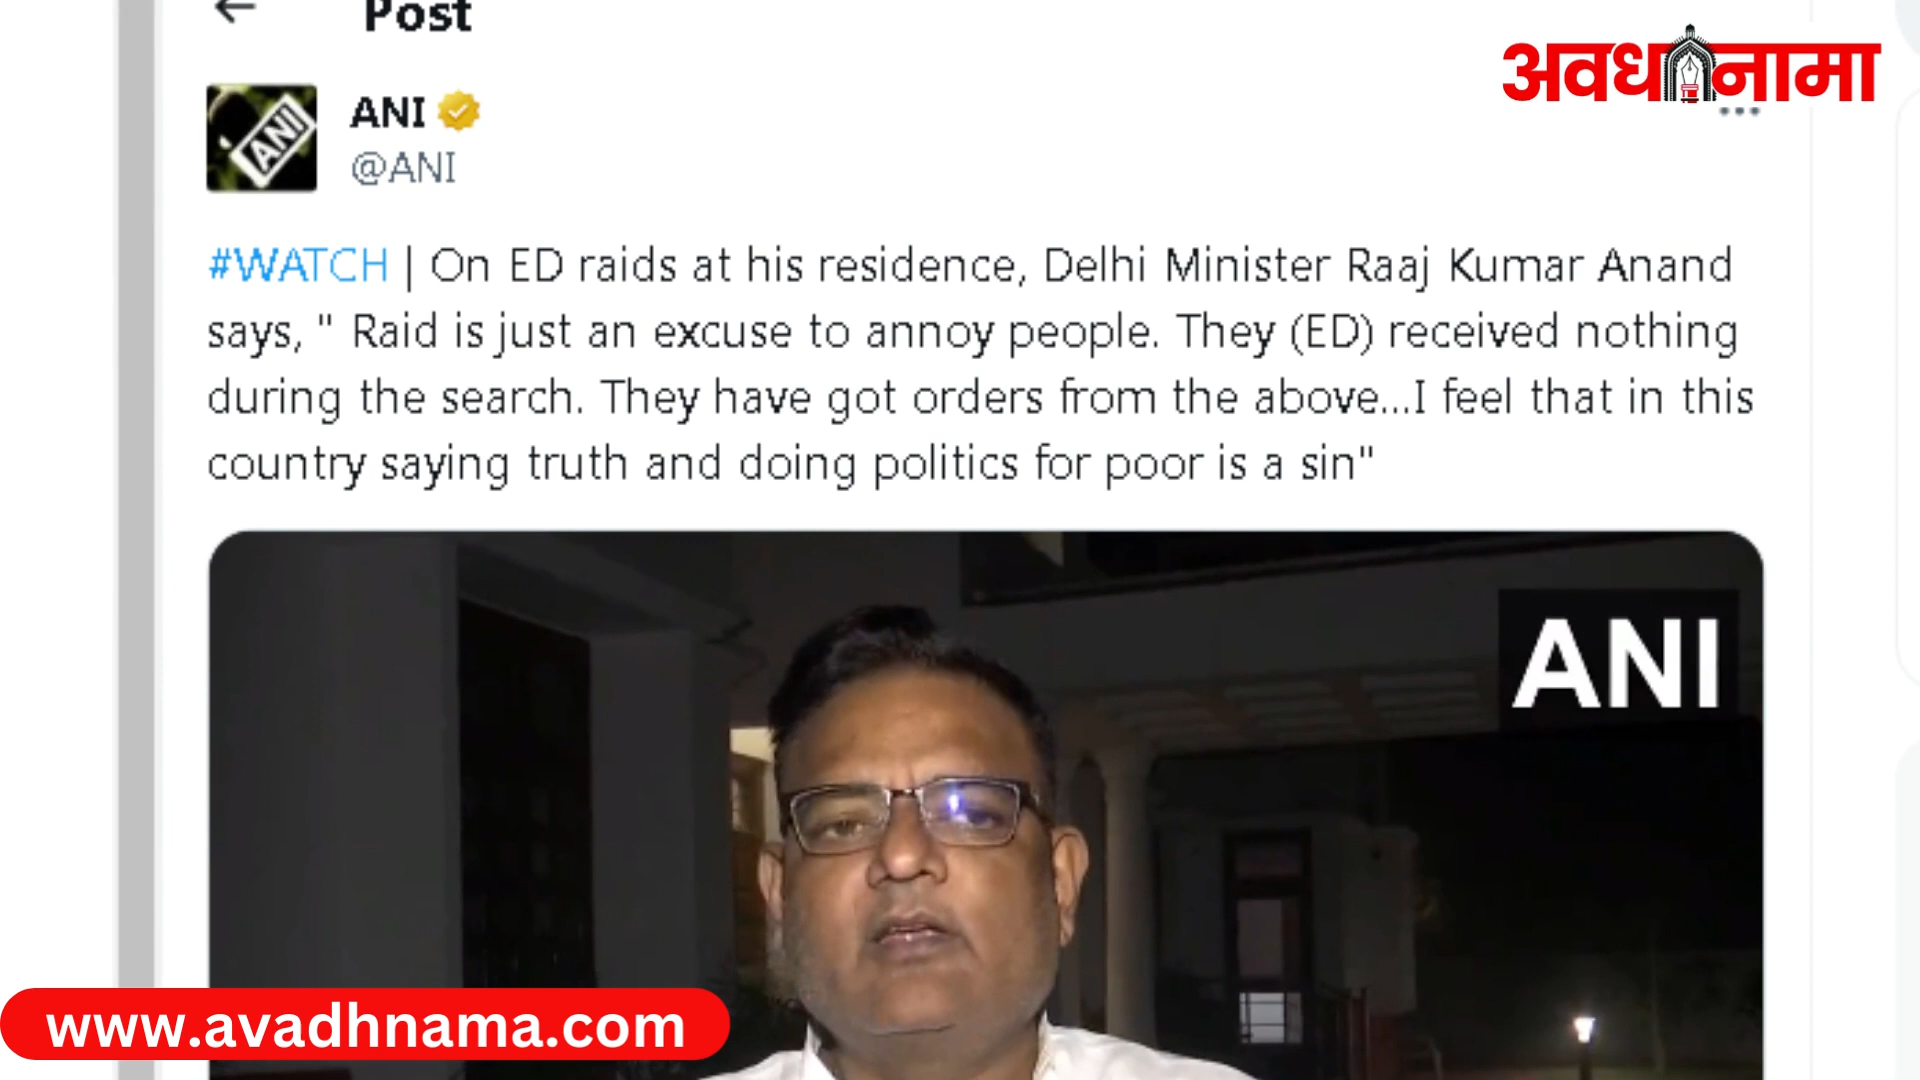 Post
अवधनामा
ANI
ANI
@ANI
#WATCH | On ED raids at his residence, Delhi Minister Raaj Kumar Anand
says, " Raid is just an excuse to annoy people. They (ED) received nothing
during the search. They have got orders from the above...I feel that in this
country saying truth and doing politics for poor is a sin"
ANI
www.avadhnama.com